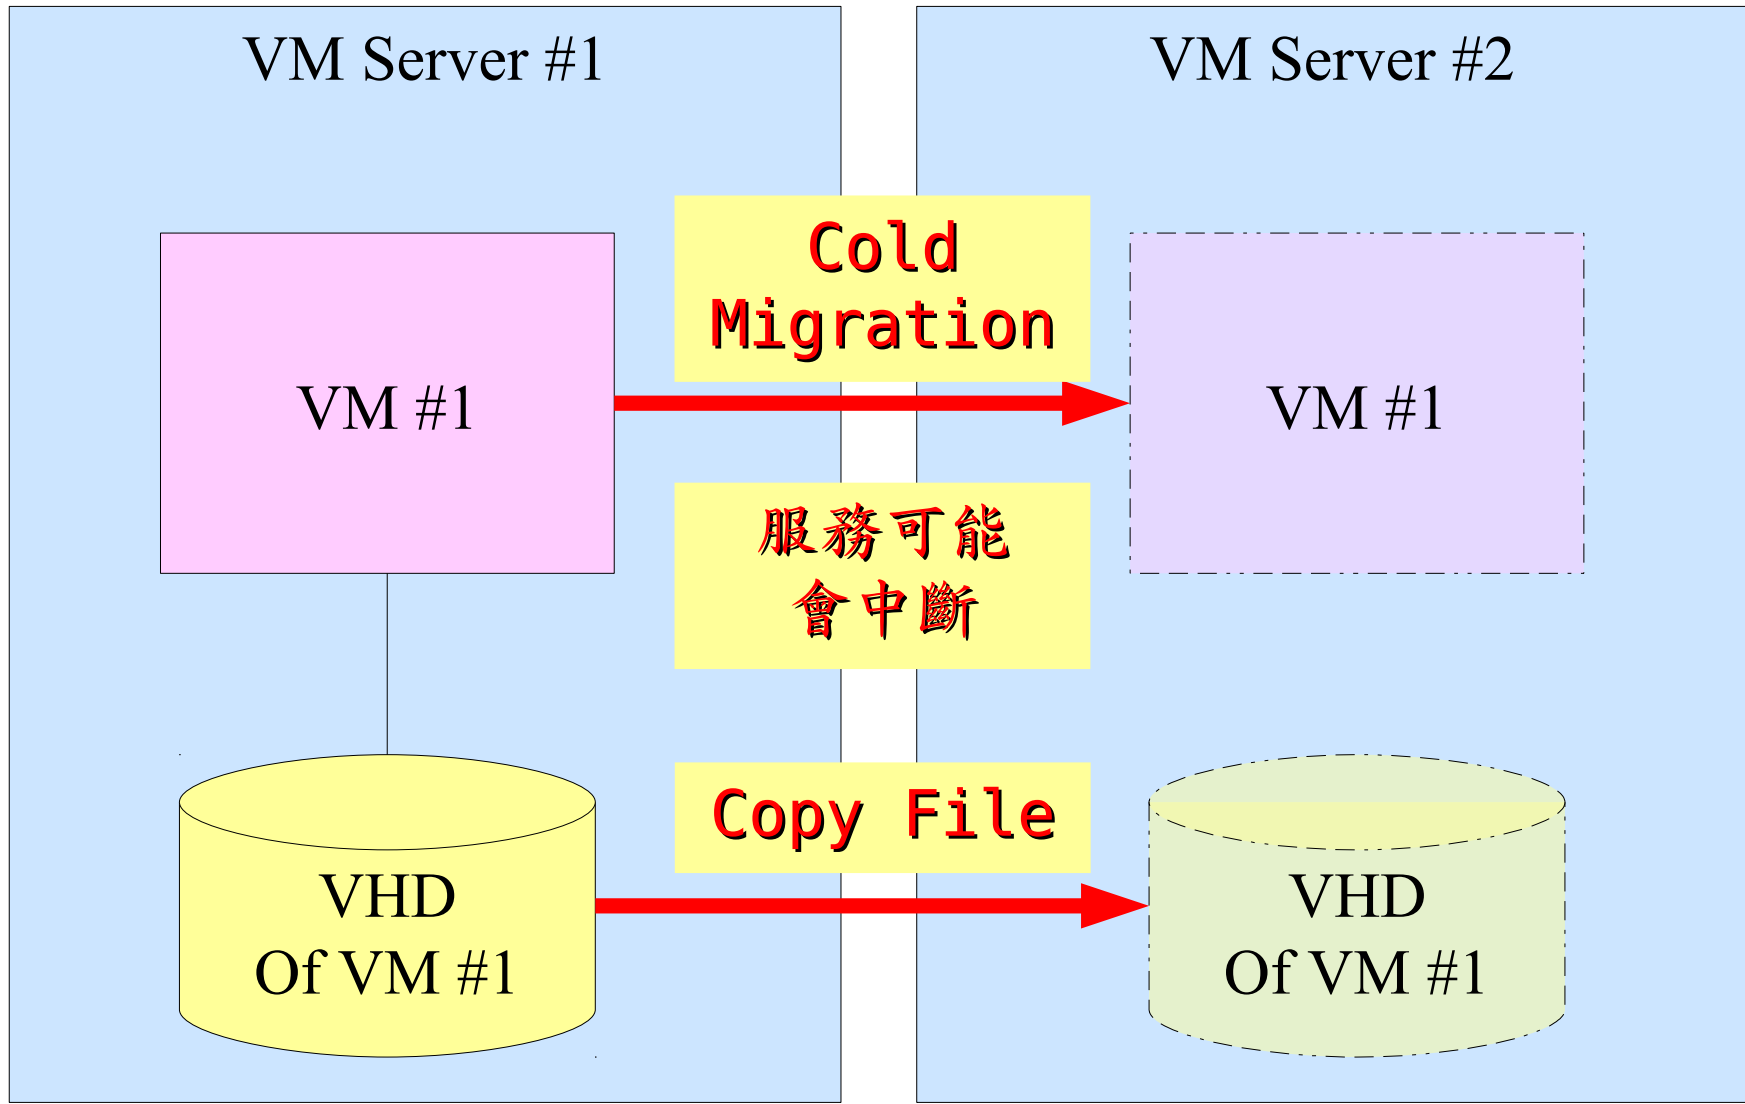 VM Server #1
VM Server #2
Cold
Migration
VM #1
VM #1
服務可能
會中斷
Copy File
VHD
Of VM #1
VHD
Of VM #1